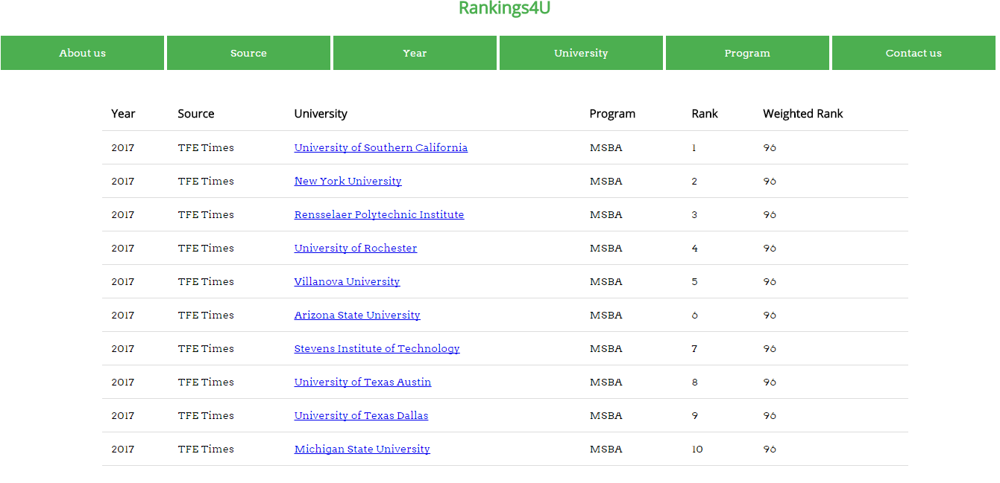 Rankings4U
About us Source Year University Program Contact us
Year Source University Program Rank Weighted Rank
2017 TFE Times University of Southern California MSBA 1 96
2017 TFE Times New York University MSBA 2 96
2017 TFE Times Rensselaer Polytechnic Institute MSBA 3 96
2017 TFE Times University of Rochester MSBA 4 96
2017 TFE Times Villanova University MSBA 5 96
2017 TFE Times Arizona State University MSBA 6 96
2017 TFE Times Stevens Institute of Technology MSBA 7 96
2017 TFE Times University of Texas Austin MSBA 8 96
2017 TFE Times University of Texas Dallas MSBA 9 96
2017 TFE Times Michigan State University MSBA 10 96